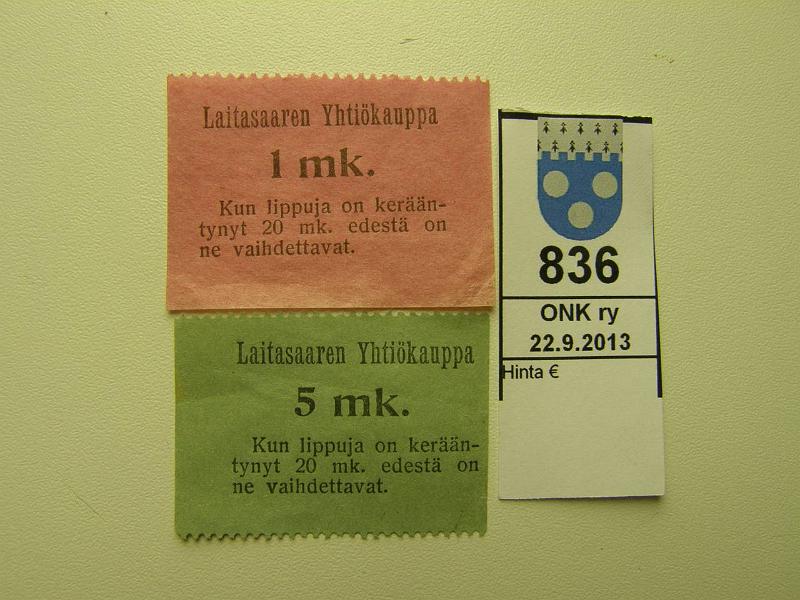 Laitasaaren Yhtiökauppa
1 mk.
Kun lippuja on kerään-
tynyt 20 mk. edestä on
ne vaihdettavat.
Laitasaaren Yhtiökauppa
5 mk.
Kun lippuja on kerään-
tynyt 20 mk. edestä on
ne vaihdettavat.
836
ONK ry
22.9.2013
Hinta €